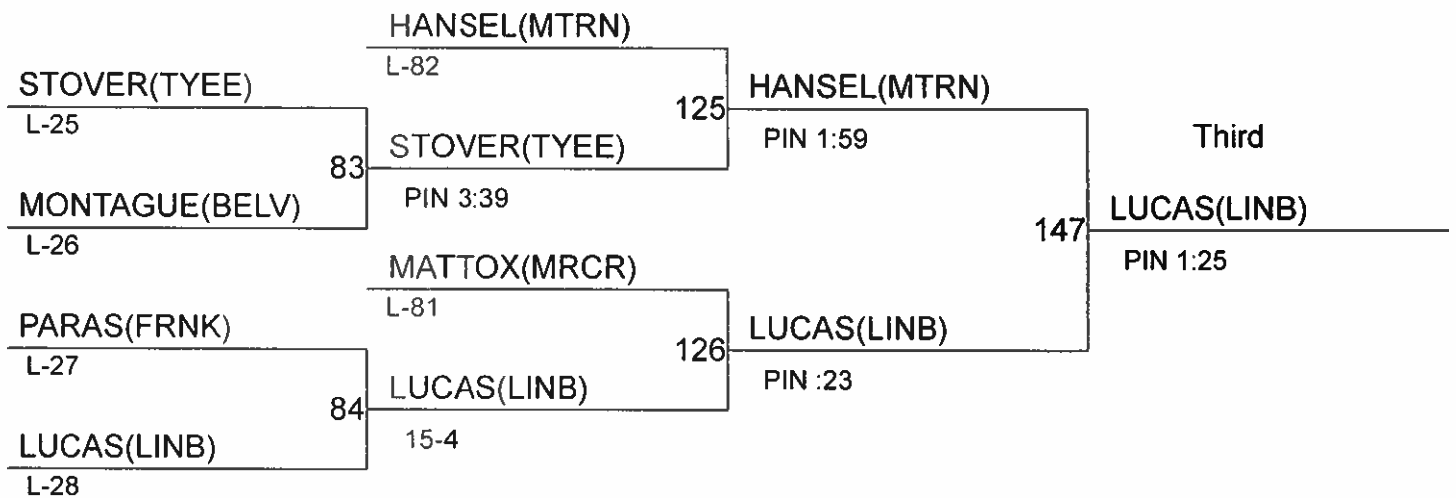 HANSEL(MTRN)
L-82
STOVER(TYEE)
L-25
125
HANSEL(MTRN)
PIN 1:59
Third
83
STOVER(TYEE)
PIN 3:39
MONTAGUE(BELV)
L-26
147
LUCAS(LINB)
PIN 1:25
MATTOX(MRCR)
L-81
PARAS(FRNK)
L-27
126
LUCAS(LINB)
PIN :23
84
LUCAS(LINB)
15-4
LUCAS(LINB)
L-28